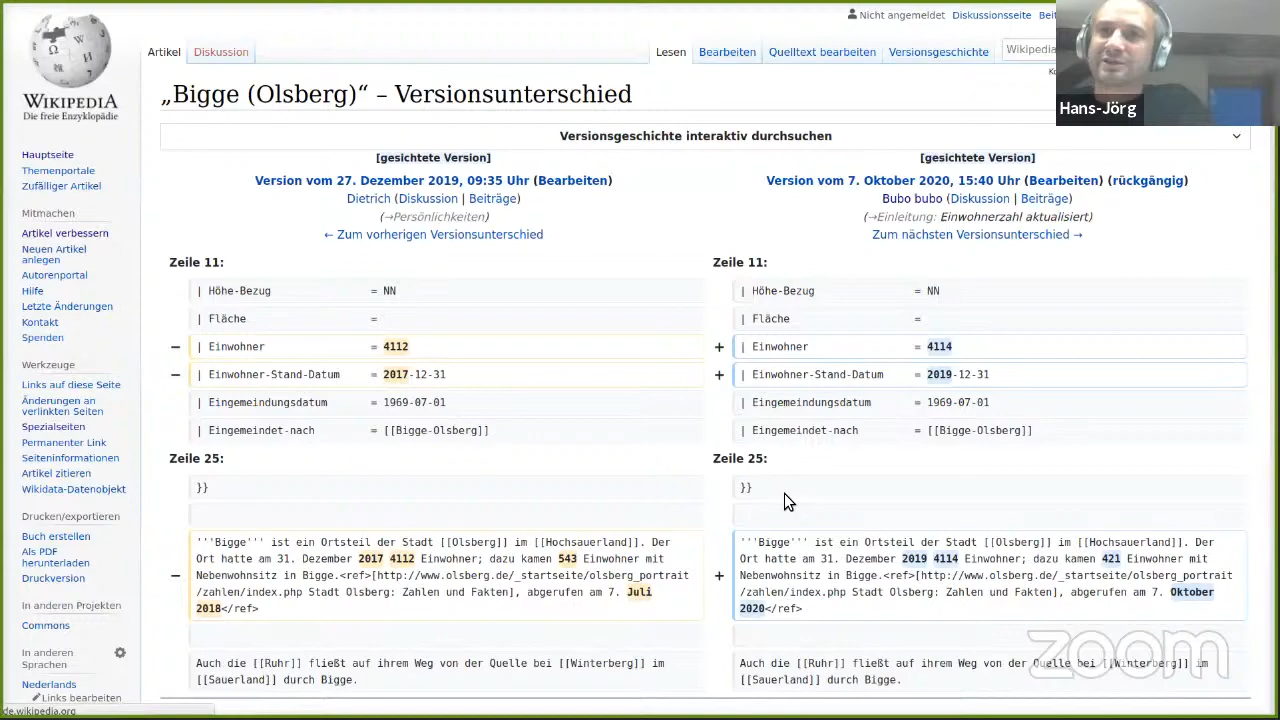 Nicht angemeldet Diskussionsseite
Artikel Diskussion Lesen Bearbeiten Quelltext bearbeiten Versionsgeschichte Wikipedia
WIKIPEDIA
Die freie Enzyklopädie
Hauptseite
Themenportale
Zufälliger Artikel
Mitmachen
Artikel verbessern
Neuen Artikel
anlegen
Autorenportal
Hilfe
Letzte Änderungen
Kontakt
Spenden
Werkzeuge
Links auf diese Seite
Änderungen an
verlinkten Seiten
Spezialseiten
Permanenter Link
Seiteninformationen
Artikel zitieren
Wikidata-Datenobjekt
Drucken/exportieren
Buch erstellen
Als PDF
herunterladen
Druckversion
In anderen Projekten
Commons
In anderen
Sprachen
Nederlands
Links bearbeiten
de.wikipedia.org
Hans-Jörg
„Bigge (Olsberg)“ – Versionsunterschied
Versionsgeschichte interaktiv durchsuchen
[gesichtete Version]
Version vom 27. Dezember 2019, 09:35 Uhr (Bearbeiten)
Dietrich (Diskussion | Beiträge)
(→Persönlichkeiten)
← Zum vorherigen Versionsunterschied
Zeile 11:
| Höhe-Bezug = NN
| Fläche =
− | Einwohner = 4112
− | Einwohner-Stand-Datum = 2017-12-31
| Eingemeindungsdatum = 1969-07-01
| Eingemeindet-nach = [[Bigge-Olsberg]]
Zeile 25:
}}
'''Bigge''' ist ein Ortsteil der Stadt [[Olsberg]] im [[Hochsauerland]]. Der
Ort hatte am 31. Dezember 2017 4112 Einwohner; dazu kamen 543 Einwohner mit
− Nebenwohnsitz in Bigge.<ref>[http://www.olsberg.de/_startseite/olsberg_portrait
/zahlen/index.php Stadt Olsberg: Zahlen und Fakten], abgerufen am 7. Juli
2018</ref>
Auch die [[Ruhr]] fließt auf ihrem Weg von der Quelle bei [[Winterberg]] im
[[Sauerland]] durch Bigge.
[gesichtete Version]
Version vom 7. Oktober 2020, 15:40 Uhr (Bearbeiten) (rückgängig)
Bubo bubo (Diskussion | Beiträge)
(→Einleitung: Einwohnerzahl aktualisiert)
Zum nächsten Versionsunterschied →
Zeile 11:
| Höhe-Bezug = NN
| Fläche =
+ | Einwohner = 4114
+ | Einwohner-Stand-Datum = 2019-12-31
| Eingemeindungsdatum = 1969-07-01
| Eingemeindet-nach = [[Bigge-Olsberg]]
Zeile 25:
}}
'''Bigge''' ist ein Ortsteil der Stadt [[Olsberg]] im [[Hochsauerland]]. Der
Ort hatte am 31. Dezember 2019 4114 Einwohner; dazu kamen 421 Einwohner mit
+ Nebenwohnsitz in Bigge.<ref>[http://www.olsberg.de/_startseite/olsberg_portrait
/zahlen/index.php Stadt Olsberg: Zahlen und Fakten], abgerufen am 7. Oktober
2020</ref>
Auch die [[Ruhr]] fließt auf ihrem Weg von der Quelle bei [[Winterberg]] im
[[Sauerland]] durch Bigge.
zoom